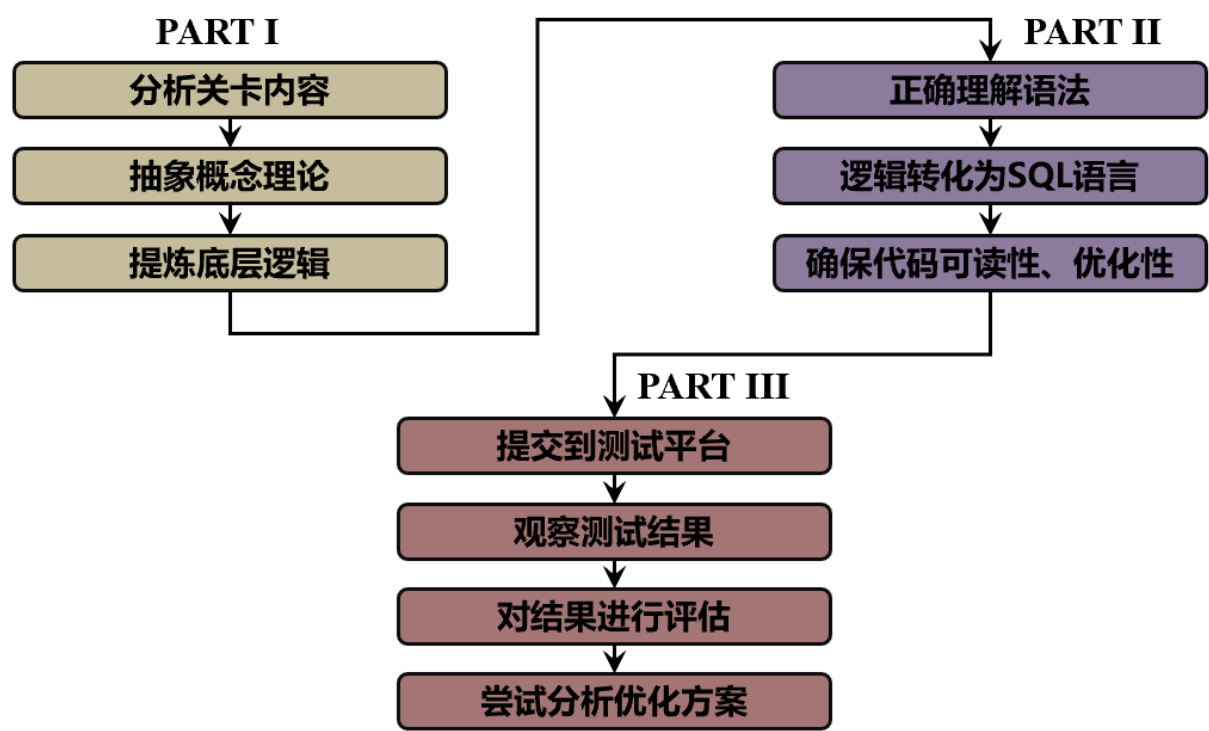 PART I
分析关卡内容
抽象概念理论
提炼底层逻辑
PART II
正确理解语法
逻辑转化为SQL语言
确保代码可读性、优化性
PART III
提交到测试平台
观察测试结果
对结果进行评估
尝试分析优化方案